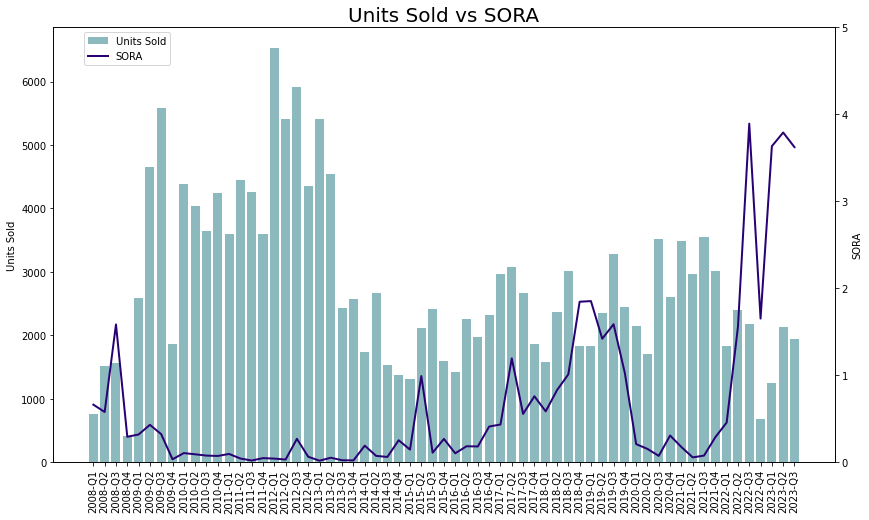 Units Sold vs SORA
Units Sold
SORA
6000
5000
4000
3000
2000
1000
0
Units Sold
5
4
3
2
1
0
SORA
2008-Q1
2008-Q2
2008-Q3
2008-Q4
2009-Q1
2009-Q2
2009-Q3
2009-Q4
2010-Q1
2010-Q2
2010-Q3
2010-Q4
2011-Q1
2011-Q2
2011-Q3
2011-Q4
2012-Q1
2012-Q2
2012-Q3
2012-Q4
2013-Q1
2013-Q2
2013-Q3
2013-Q4
2014-Q1
2014-Q2
2014-Q3
2014-Q4
2015-Q1
2015-Q2
2015-Q3
2015-Q4
2016-Q1
2016-Q2
2016-Q3
2016-Q4
2017-Q1
2017-Q2
2017-Q3
2017-Q4
2018-Q1
2018-Q2
2018-Q3
2018-Q4
2019-Q1
2019-Q2
2019-Q3
2019-Q4
2020-Q1
2020-Q2
2020-Q3
2020-Q4
2021-Q1
2021-Q2
2021-Q3
2021-Q4
2022-Q1
2022-Q2
2022-Q3
2022-Q4
2023-Q1
2023-Q2
2023-Q3